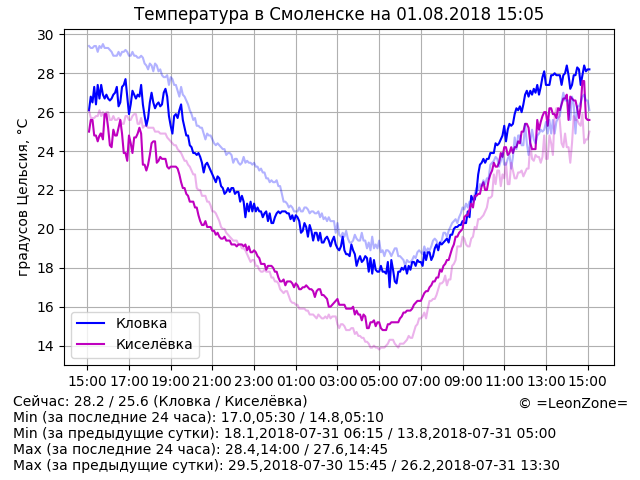 Температура в Смоленске на 01.08.2018 15:05
градусов Цельсия, °C
30
28
26
24
22
20
18
16
14
Кловка
Киселёвка
15:00 17:00 19:00 21:00 23:00 01:00 03:00 05:00 07:00 09:00 11:00 13:00 15:00
Сейчас: 28.2 / 25.6 (Кловка / Киселёвка)
© =LeonZone=
Min (за последние 24 часа): 17.0,05:30 / 14.8,05:10
Min (за предыдущие сутки): 18.1,2018-07-31 06:15 / 13.8,2018-07-31 05:00
Max (за последние 24 часа): 28.4,14:00 / 27.6,14:45
Max (за предыдущие сутки): 29.5,2018-07-30 15:45 / 26.2,2018-07-31 13:30